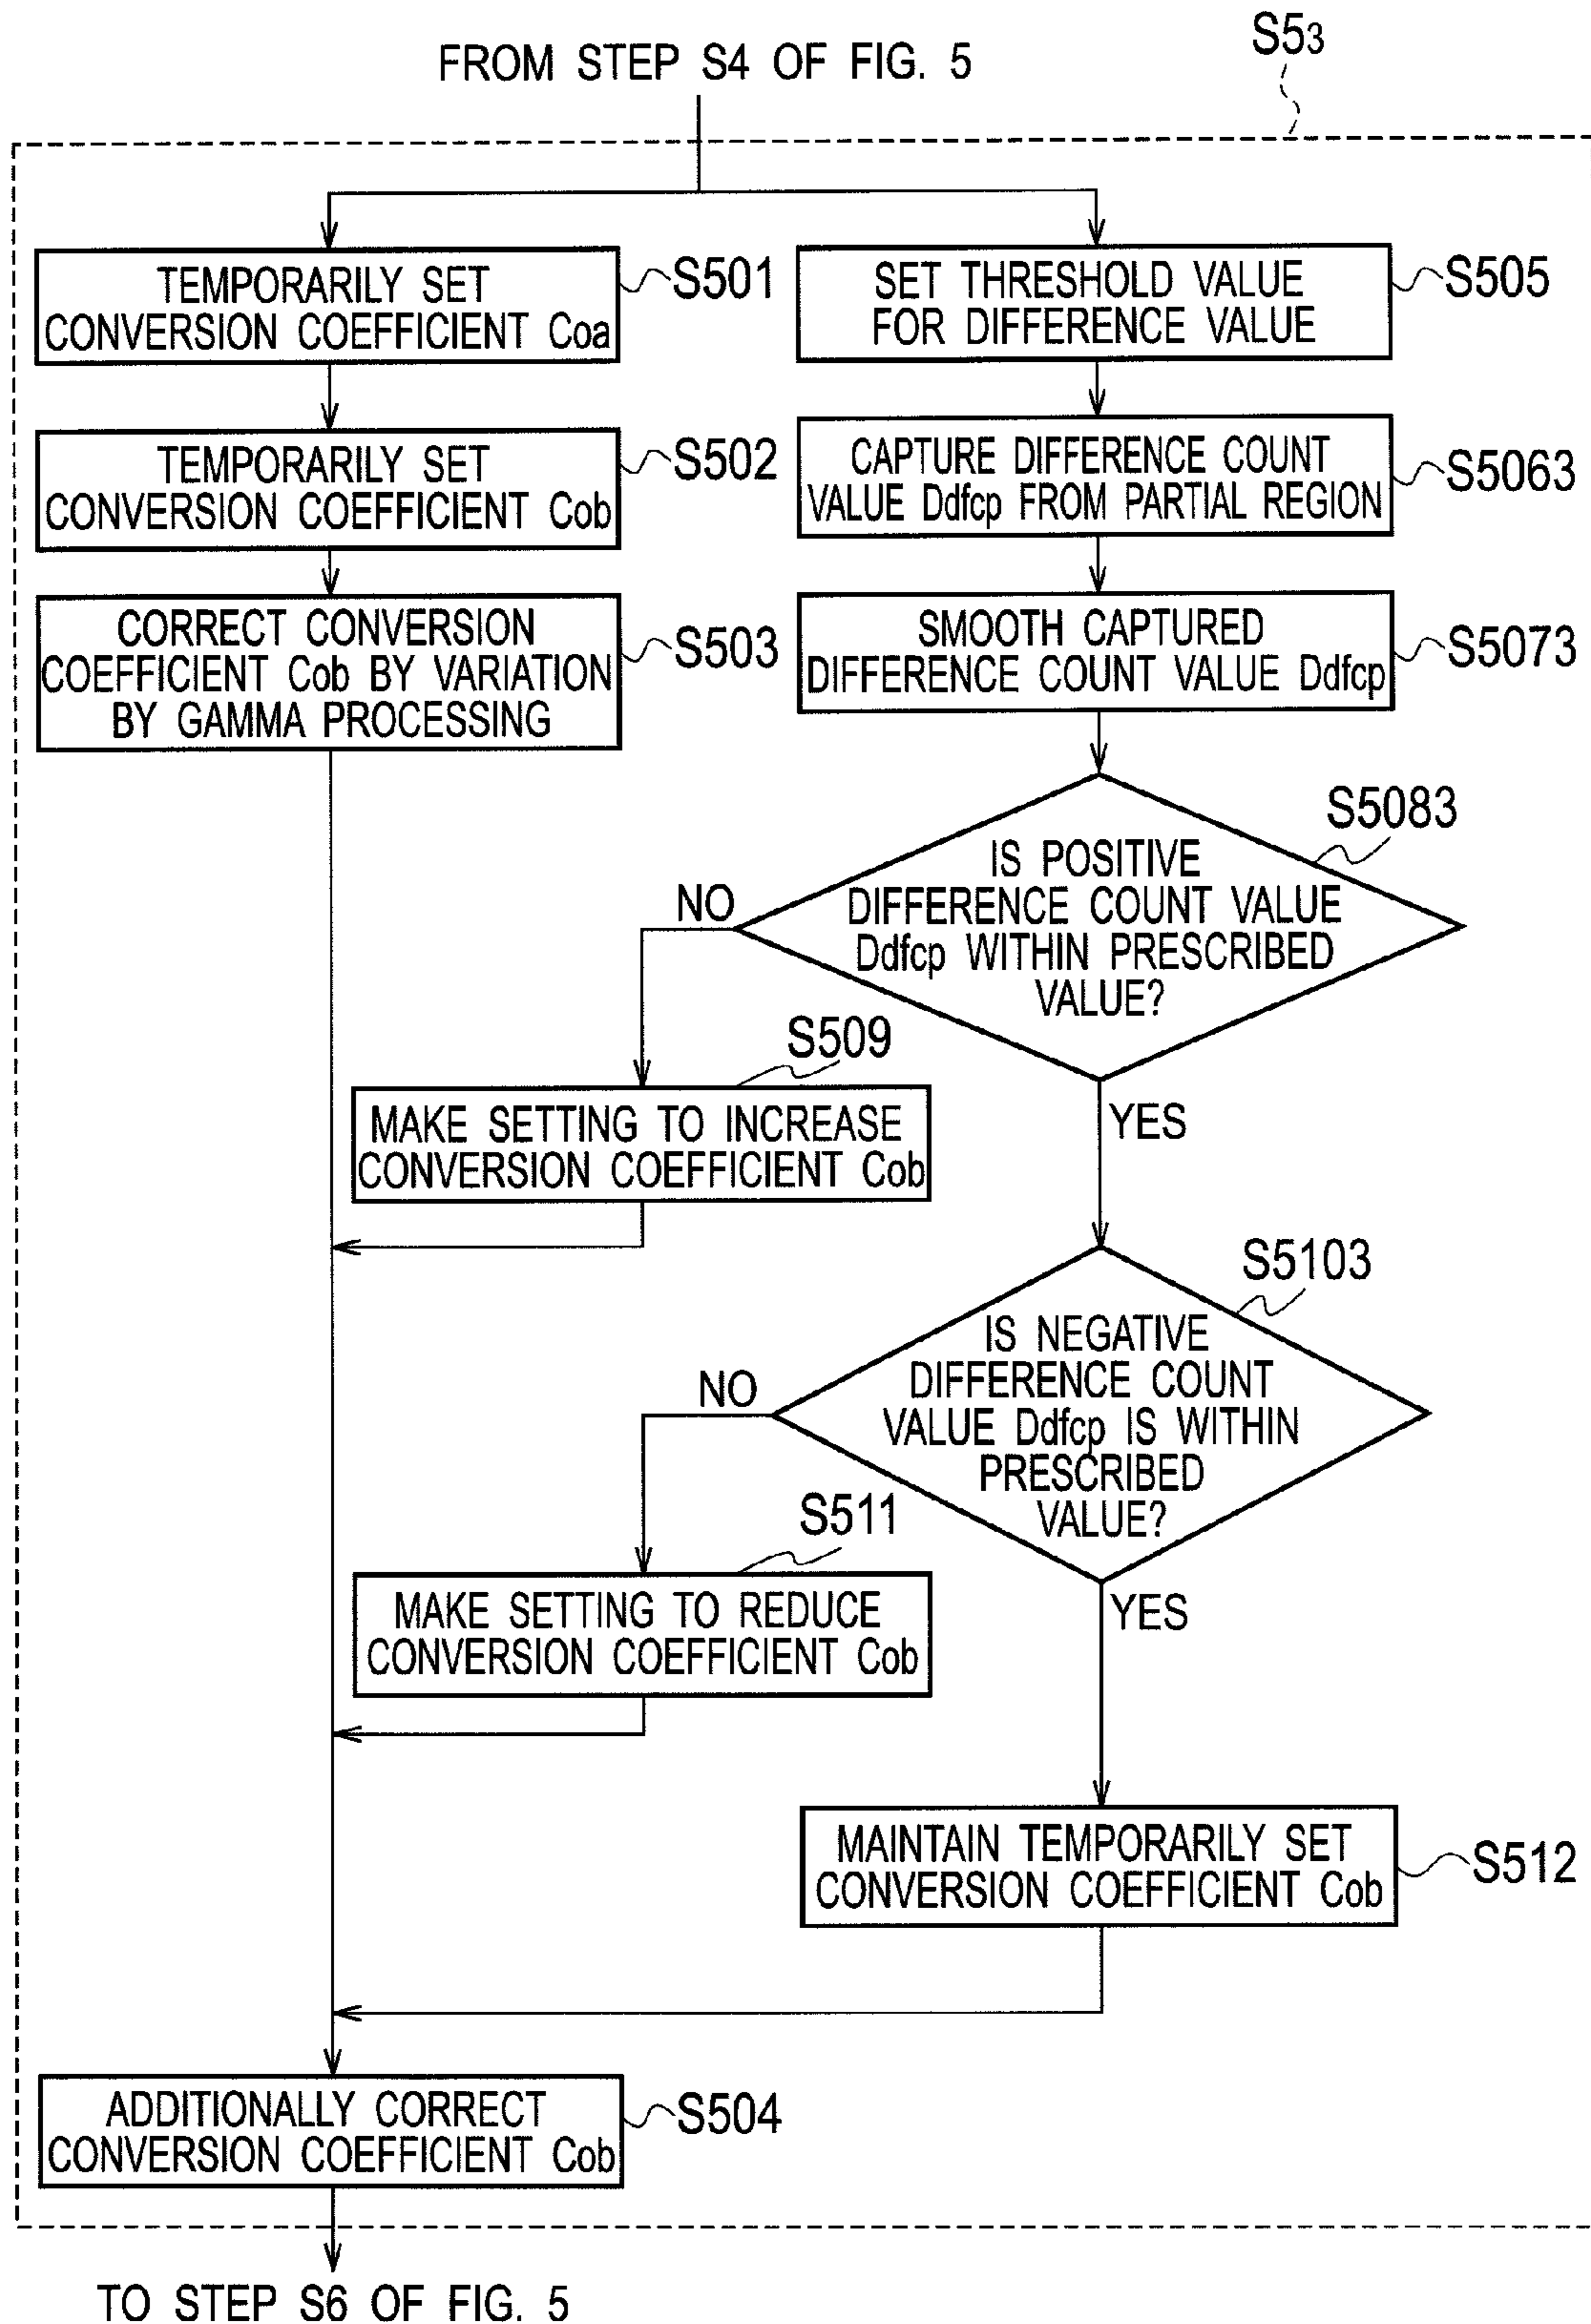 FROM STEP S4 OF FIG. 5
S53
TEMPORARILY SET
CONVERSION COEFFICIENT Coa
S501
SET THRESHOLD VALUE
FOR DIFFERENCE VALUE
S505
TEMPORARILY SET
CONVERSION COEFFICIENT Cob
S502
CAPTURE DIFFERENCE COUNT
VALUE Ddfcp FROM PARTIAL REGION
S5063
CORRECT CONVERSION
COEFFICIENT Cob BY VARIATION
BY GAMMA PROCESSING
S503
SMOOTH CAPTURED
DIFFERENCE COUNT VALUE Ddfcp
S5073
S5083
IS POSITIVE
DIFFERENCE COUNT VALUE
Ddfcp WITHIN PRESCRIBED
VALUE?
NO
S509
MAKE SETTING TO INCREASE
CONVERSION COEFFICIENT Cob
YES
S5103
IS NEGATIVE
DIFFERENCE COUNT
VALUE Ddfcp IS WITHIN
PRESCRIBED
VALUE?
NO
S511
MAKE SETTING TO REDUCE
CONVERSION COEFFICIENT Cob
YES
MAINTAIN TEMPORARILY SET
CONVERSION COEFFICIENT Cob
S512
ADDITIONALLY CORRECT
CONVERSION COEFFICIENT Cob
S504
TO STEP S6 OF FIG. 5